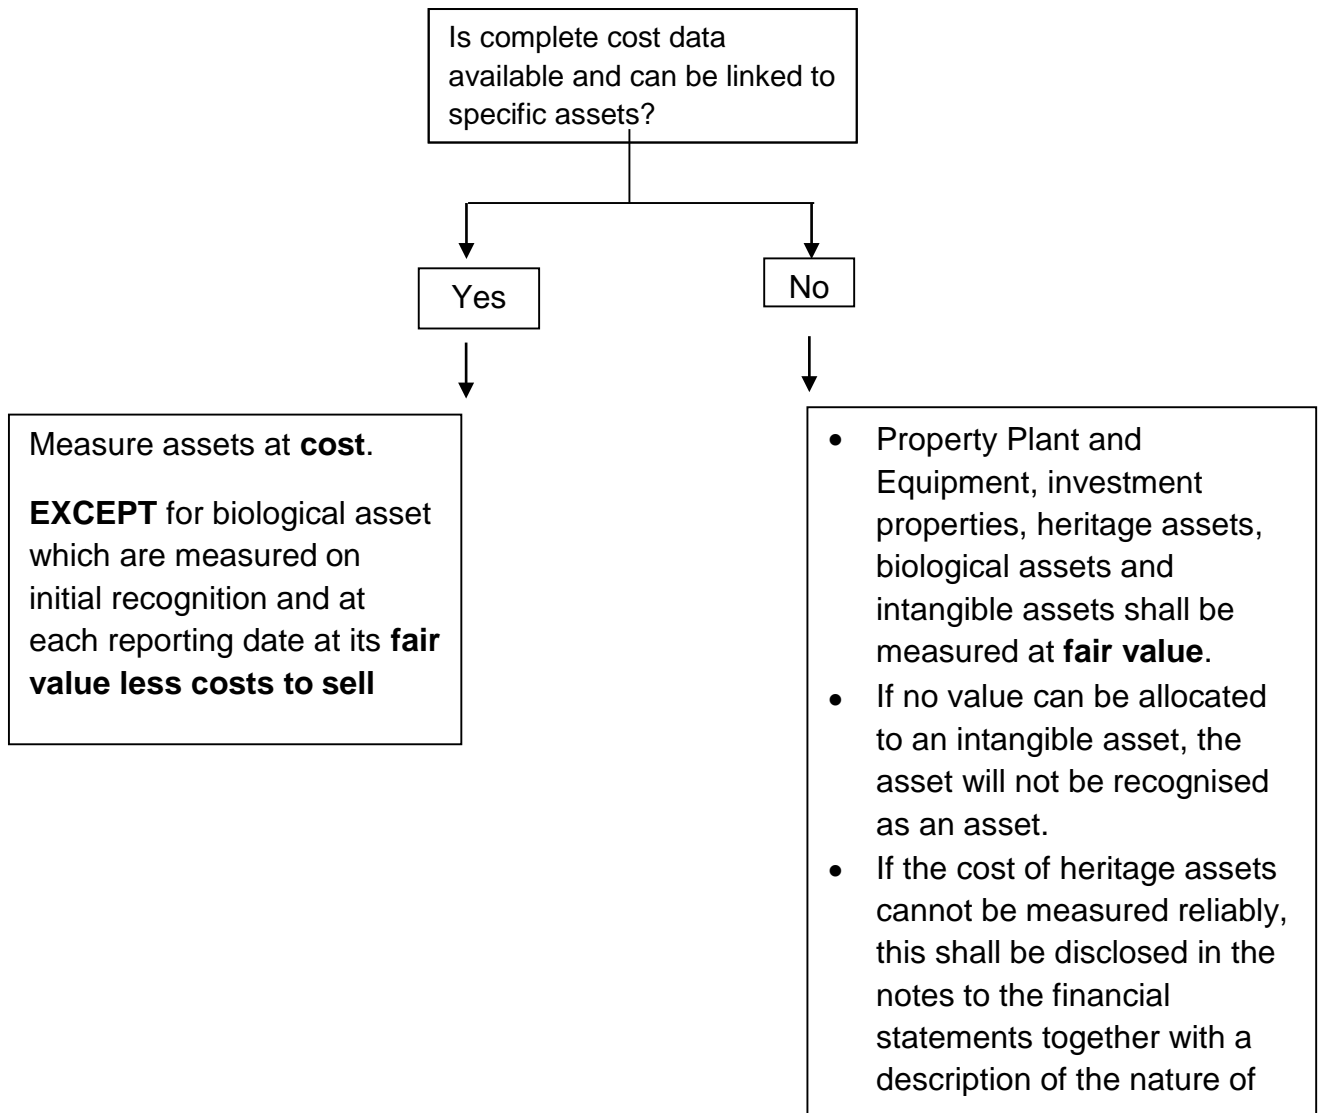 Is complete cost data
available and can be linked to
specific assets?
Yes
No
Measure assets at cost.
EXCEPT for biological asset
which are measured on
initial recognition and at
each reporting date at its fair
value less costs to sell
• Property Plant and
Equipment, investment
properties, heritage assets,
biological assets and
intangible assets shall be
measured at fair value.
• If no value can be allocated
to an intangible asset, the
asset will not be recognised
as an asset.
• If the cost of heritage assets
cannot be measured reliably,
this shall be disclosed in the
notes to the financial
statements together with a
description of the nature of